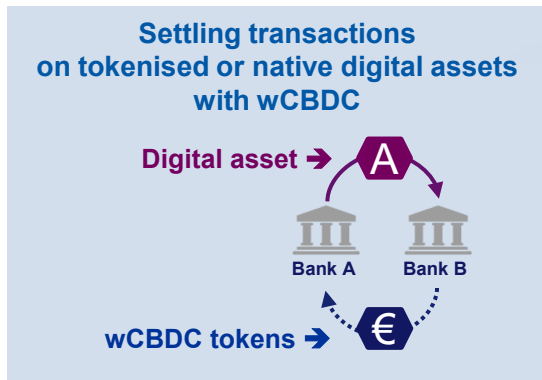 Settling transactions
on tokenised or native digital assets
with wCBDC
Digital asset ➔ A
Bank A Bank B
wCBDC tokens ➔ €